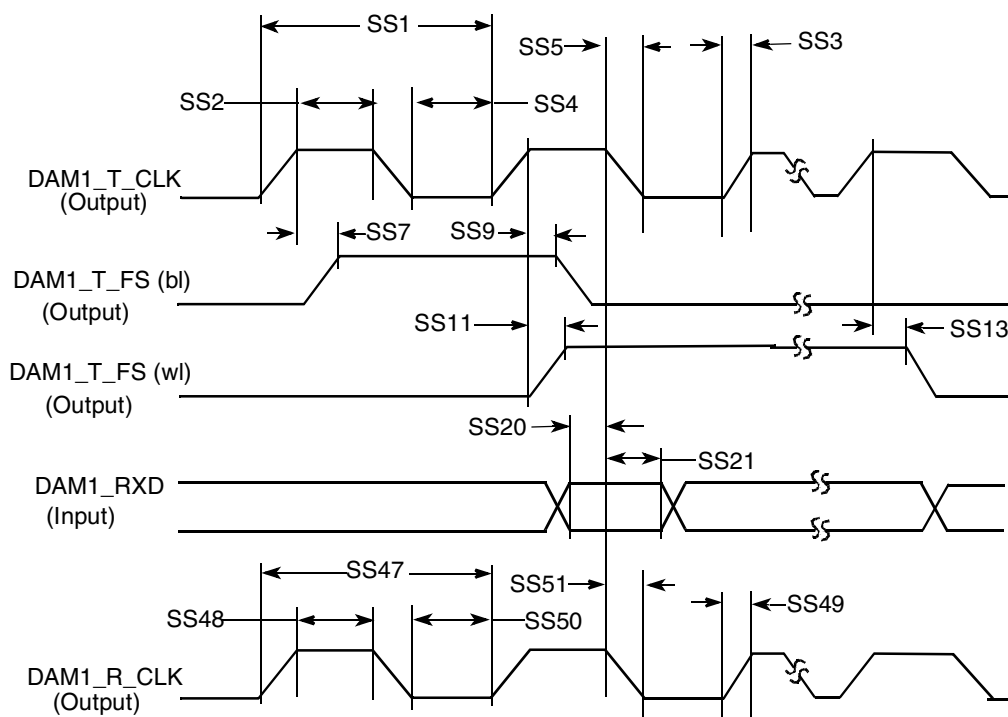 SS1
SS5
SS3
SS2
SS4
DAM1_T_CLK
(Output)
SS7
SS9
DAM1_T_FS (bl)
(Output)
SS11
SS13
DAM1_T_FS (wl)
(Output)
SS20
SS21
DAM1_RXD
(Input)
SS47
SS51
SS49
SS48
SS50
DAM1_R_CLK
(Output)